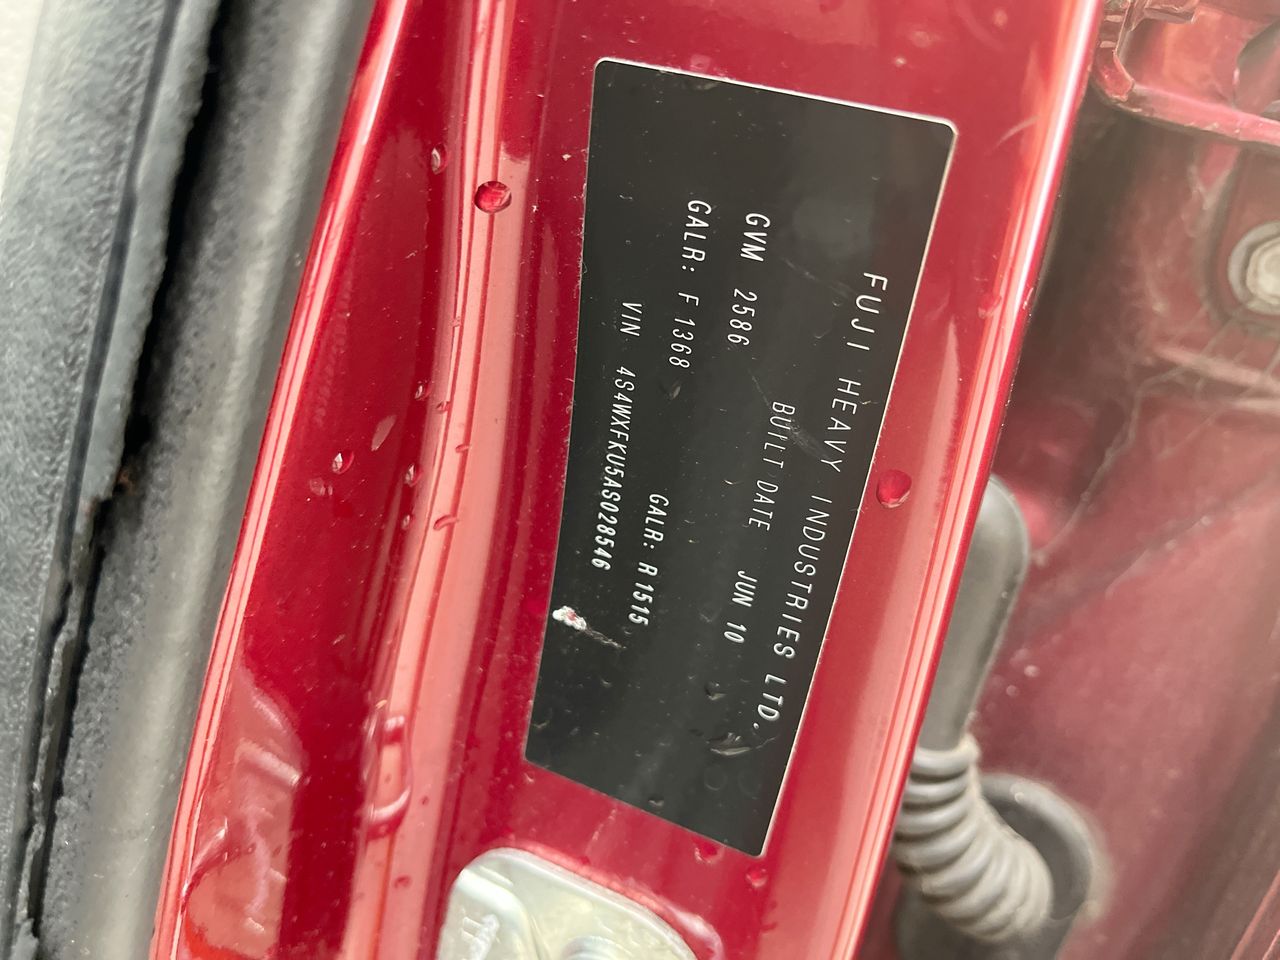 FUJI HEAVY INDUSTRIES LTD.
BUILT DATE JUN 10
GVM 2586
GALR: F 1368 GALR: R 1515
VIN 4S4WXFKU5AS028546